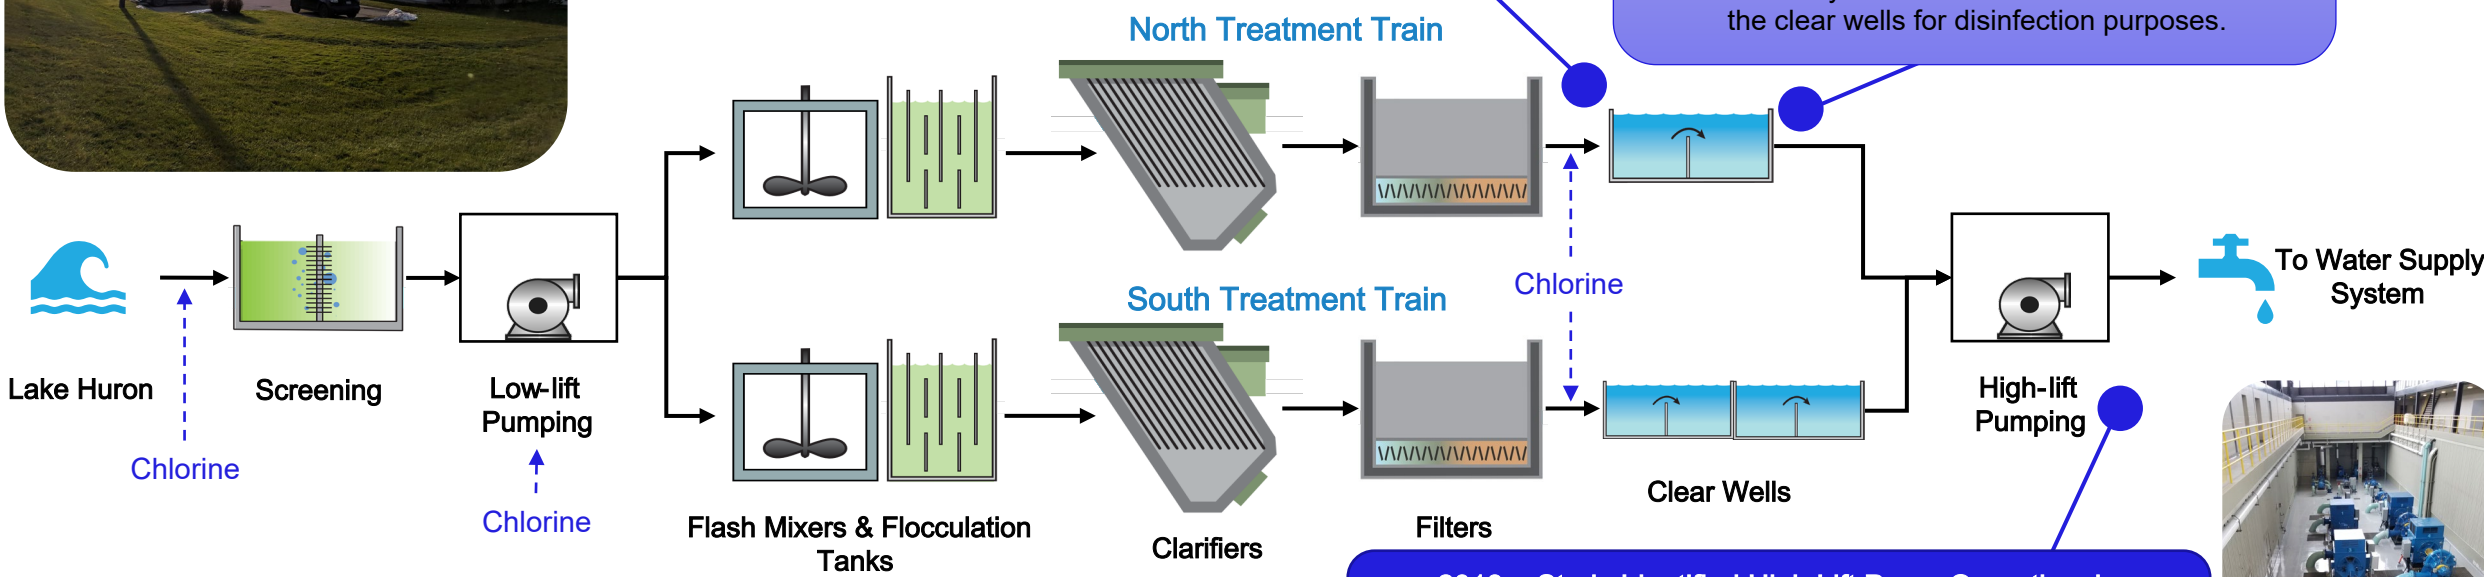 the clear wells for disinfection purposes.
North Treatment Train
South Treatment Train
Chlorine
To Water Supply
System
Lake Huron
Screening
Low-lift
Pumping
High-lift
Pumping
Chlorine
Chlorine
Flash Mixers & Flocculation
Tanks
Clarifiers
Filters
Clear Wells